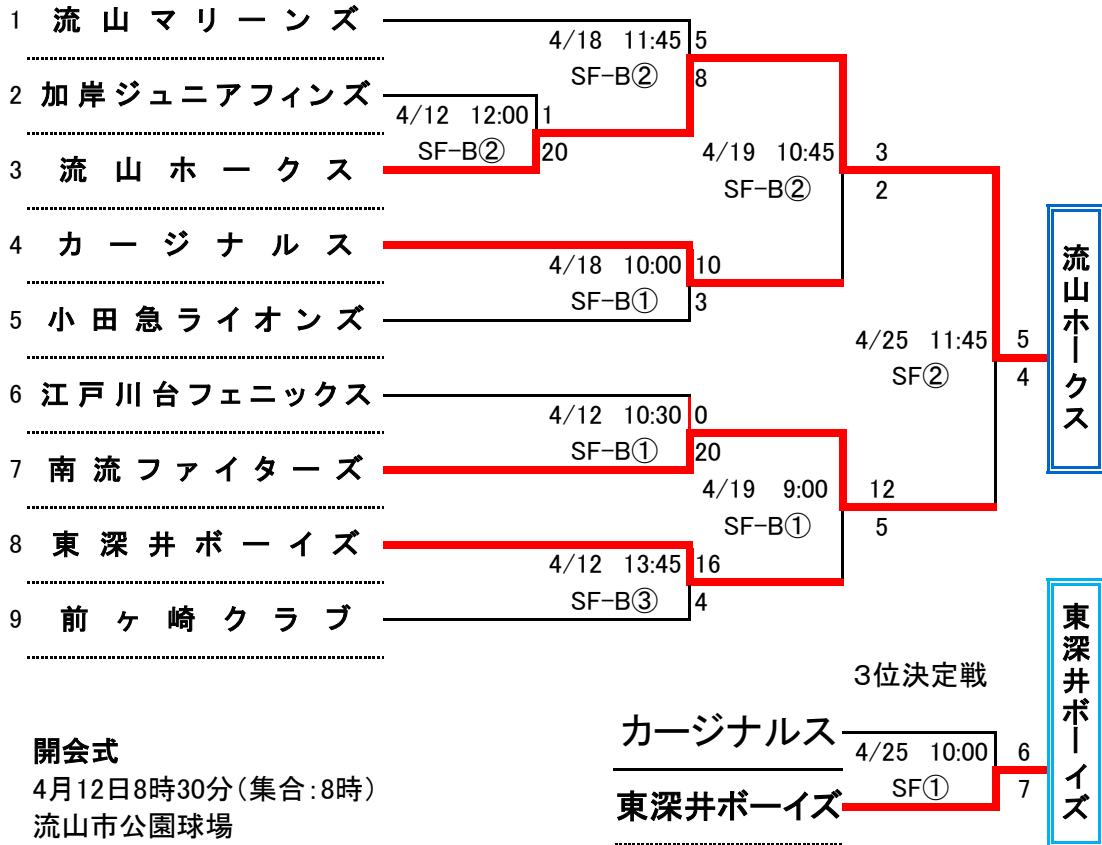 1 流山マリーンズ
4/18 11:45 5
SF-B② 8
2 加岸ジュニアフィンズ
4/12 12:00 1
SF-B② 20
3 流山ホークス
4/19 10:45 3
SF-B② 2
4 カージナルス
4/18 10:00 10
SF-B① 3
5 小田急ライオンズ
4/25 11:45 5
SF② 4
流山ホークス
6 江戸川台フェニックス
4/12 10:30 0
SF-B① 20
7 南流ファイターズ
4/19 9:00 12
SF-B① 5
8 東深井ボーイズ
4/12 13:45 16
SF-B③ 4
9 前ヶ崎クラブ
3位決定戦
カージナルス
4/25 10:00 6
SF① 7
東深井ボーイズ
東深井ボーイズ
開会式
4月12日8時30分(集合:8時)
流山市公園球場